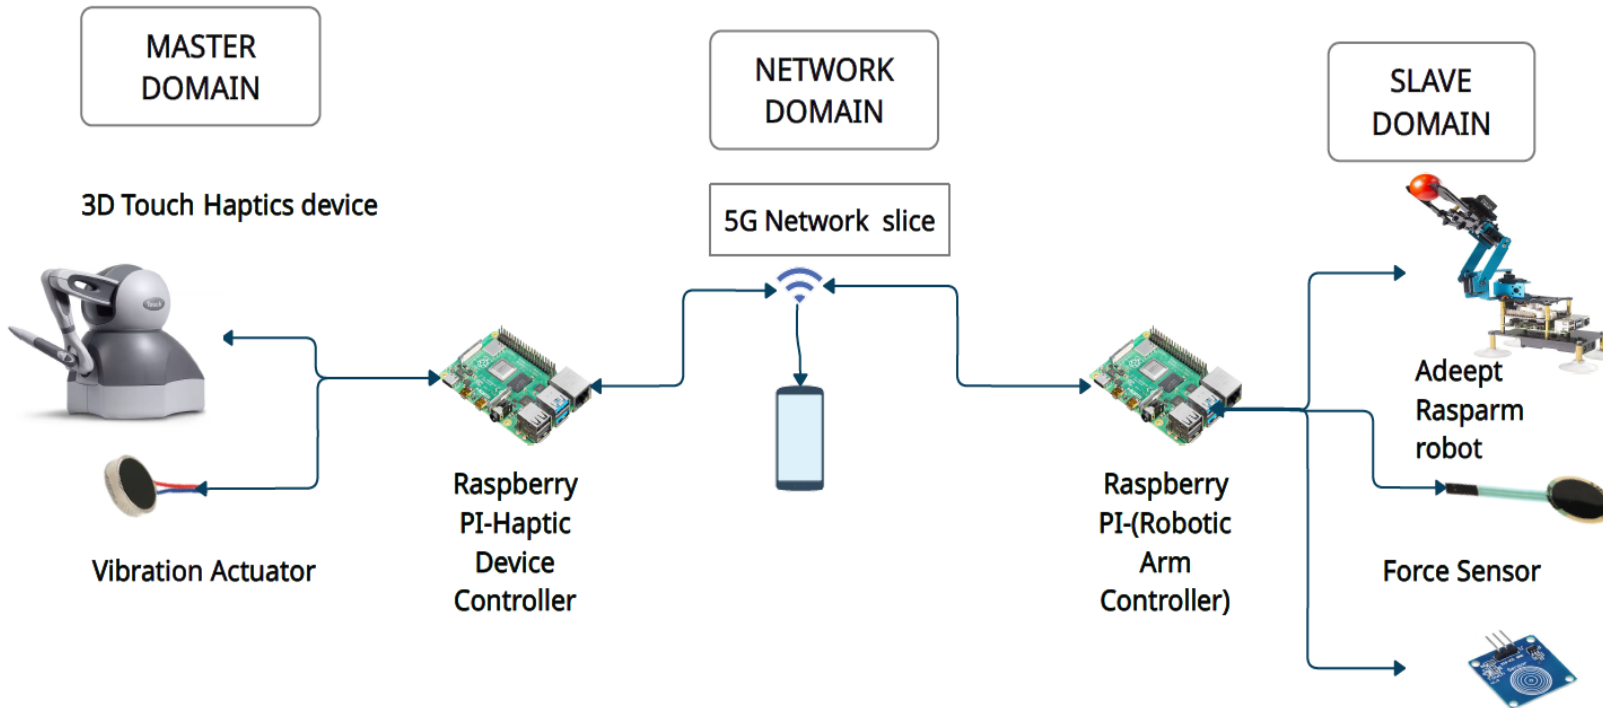 MASTER
DOMAIN
NETWORK
DOMAIN
SLAVE
DOMAIN
3D Touch Haptics device
5G Network slice
Touch
Adeept
Rasparm
robot
Raspberry
PI-Haptic
Device
Controller
Raspberry
PI-(Robotic
Arm
Controller)
Vibration Actuator
Force Sensor